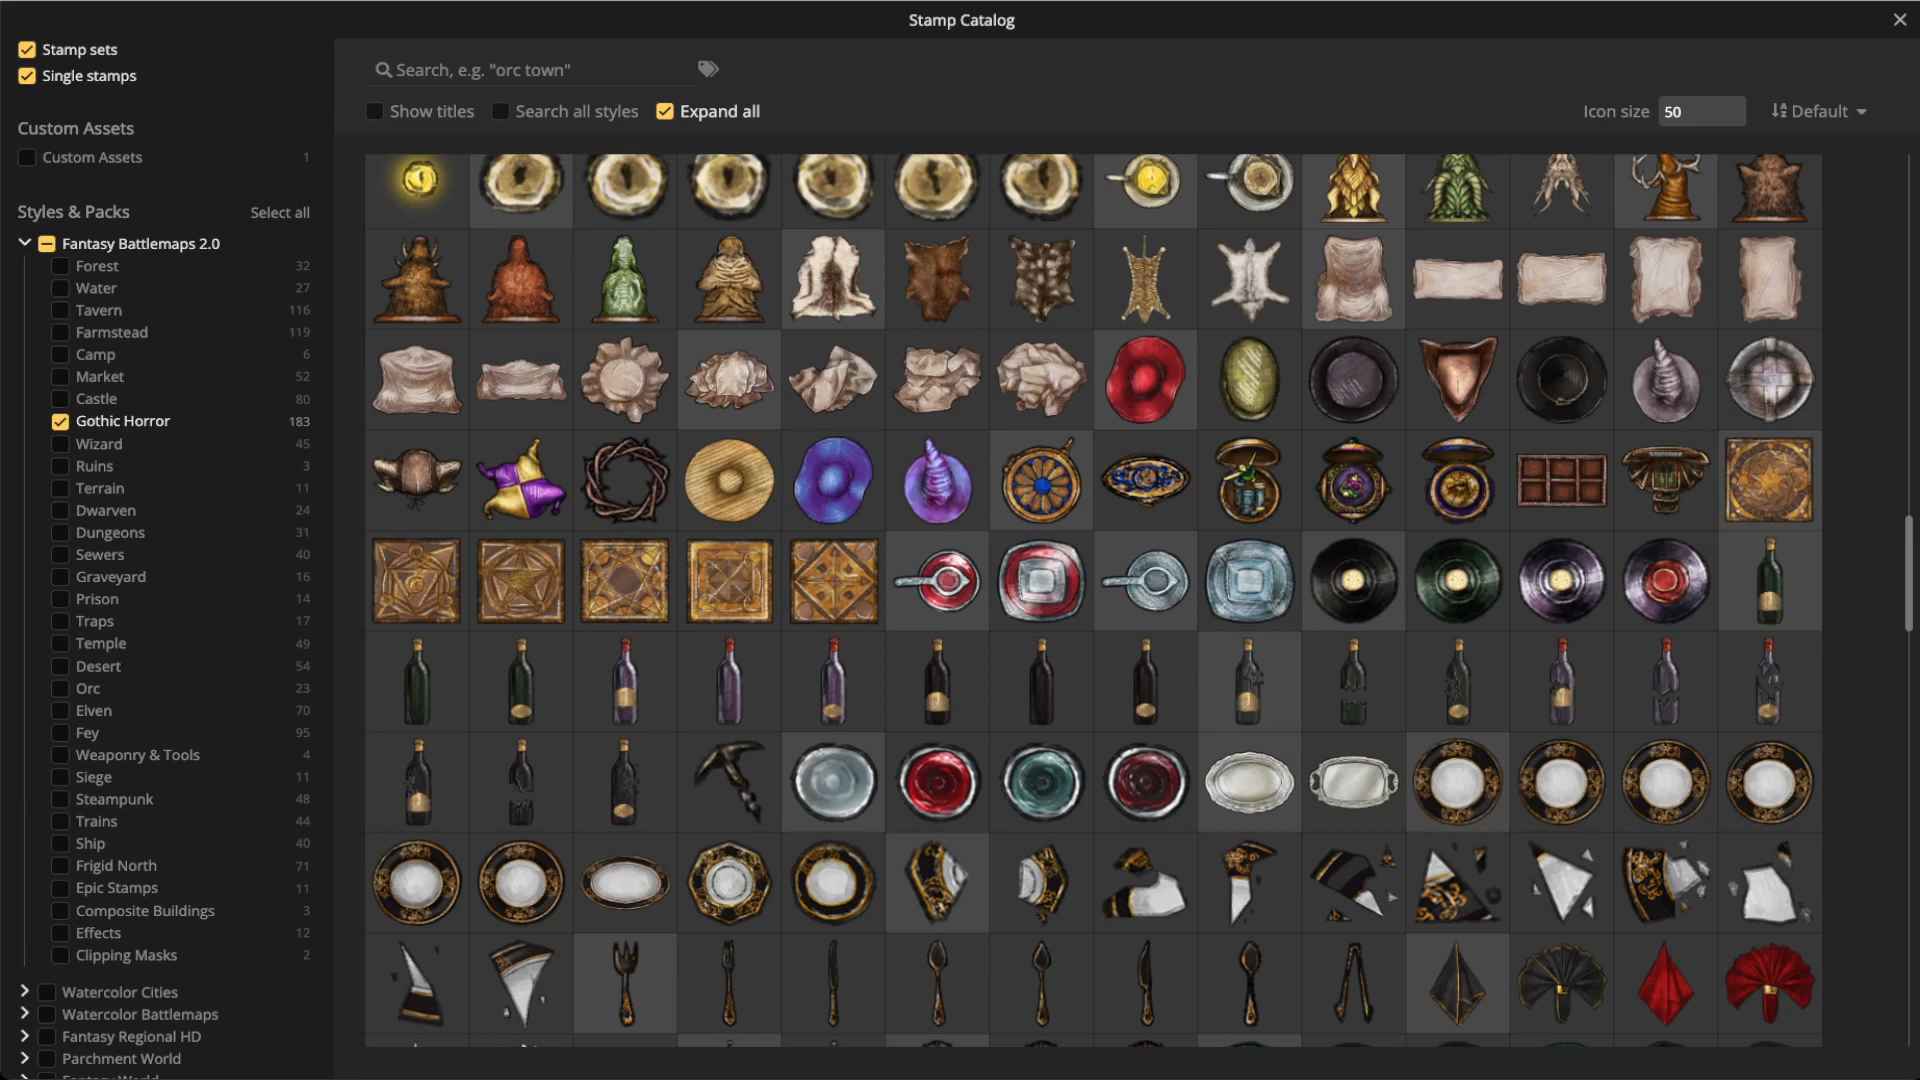 Stamp Catalog
Stamp sets
Single stamps
Search, e.g. "orc town"
Show titles
Search all styles
Expand all
Icon size
50
Default
Custom Assets
Custom Assets 1
Styles & Packs
Select all
Fantasy Battlemaps 2.0
Forest 32
Water 27
Tavern 116
Farmstead 119
Camp 6
Market 52
Castle 80
Gothic Horror 183
Wizard 45
Ruins 3
Terrain 11
Dwarven 24
Dungeons 31
Sewers 40
Graveyard 16
Prison 14
Traps 17
Temple 49
Desert 54
Orc 23
Elven 70
Fey 95
Weaponry & Tools 4
Siege 11
Steampunk 48
Trains 44
Ship 40
Frigid North 71
Epic Stamps 11
Composite Buildings 3
Effects 12
Clipping Masks 2
Watercolor Cities
Watercolor Battlemaps
Fantasy Regional HD
Parchment World
Fantasy World